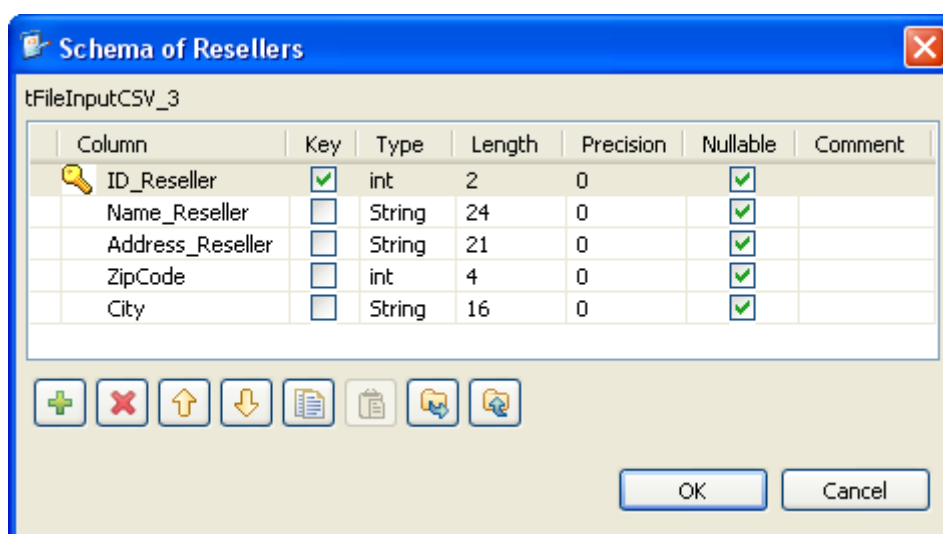 Schema of Resellers
tFileInputCSV_3
Column Key Type Length Precision Nullable Comment
ID_Reseller int 2 0
Name_Reseller String 24 0
Address_Reseller String 21 0
ZipCode int 4 0
City String 16 0
OK Cancel